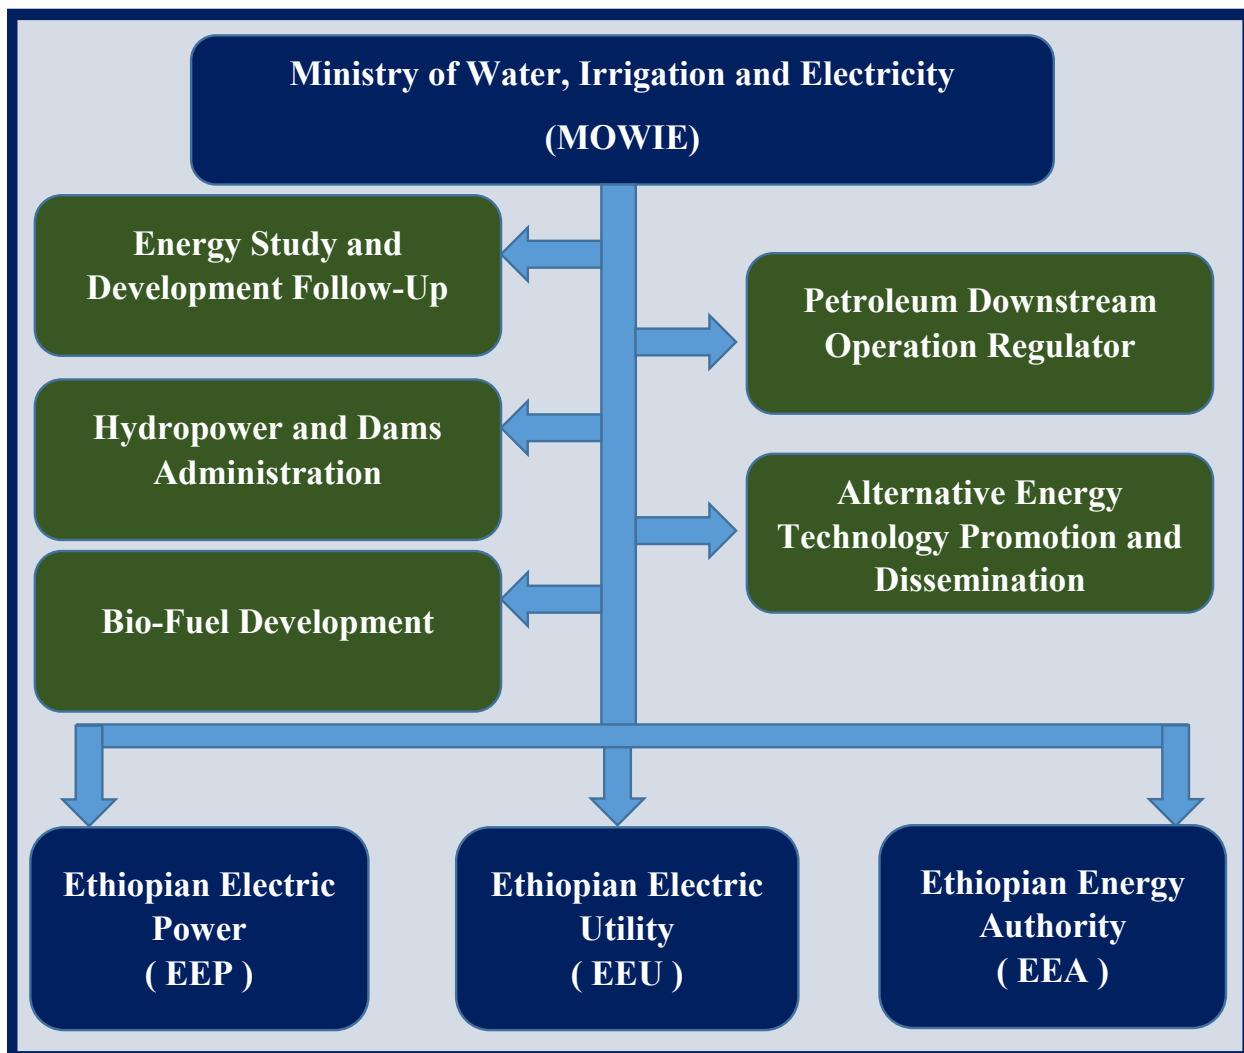 Ministry of Water, Irrigation and Electricity
(MOWIE)
Energy Study and
Development Follow-Up
Petroleum Downstream
Operation Regulator
Hydropower and Dams
Administration
Alternative Energy
Technology Promotion and
Dissemination
Bio-Fuel Development
Ethiopian Electric
Power
( EEP )
Ethiopian Electric
Utility
( EEU )
Ethiopian Energy
Authority
( EEA )